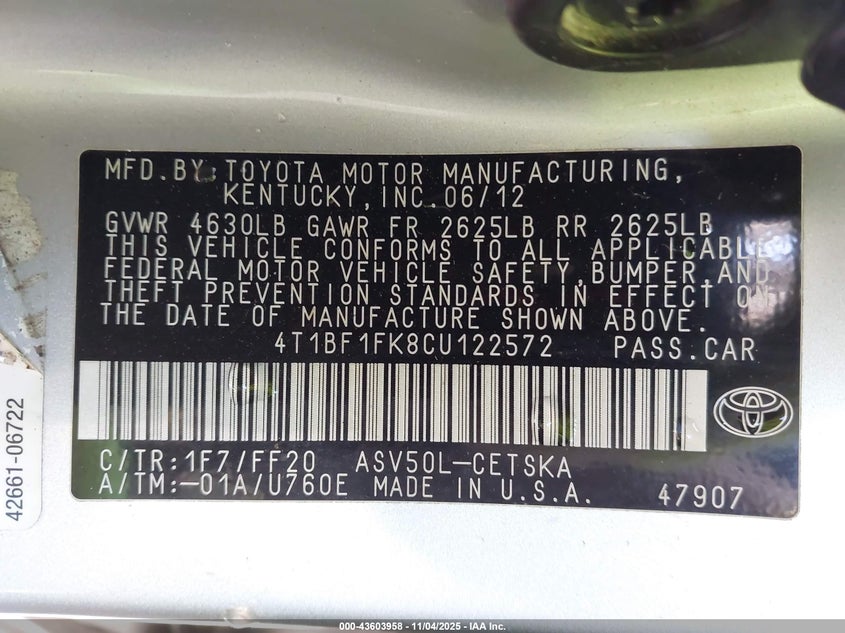 MFD.BY:TOYOTA MOTOR MANUFACTURING,
KENTUCKY,INC.06/12
GVWR 4630LB GAWR FR 2625LB RR 2625LB
THIS VEHICLE CONFORMS TO ALL APPLICABLE
FEDERAL MOTOR VEHICLE SAFETY,BUMPER,AND
THEFT PREVENTION STANDARDS IN EFFECT ON
THE DATE OF MANUFACTURE SHOWN ABOVE.
4T1BF1FK8CU122572 PASS.CAR
C/TR:1F7/FF20 ASV50L-CETSKA
A/TM:-01A/U760E MADE IN U.S.A. 47907
42661-06722
000-43603958 - 11/04/2025 - IAA Inc.